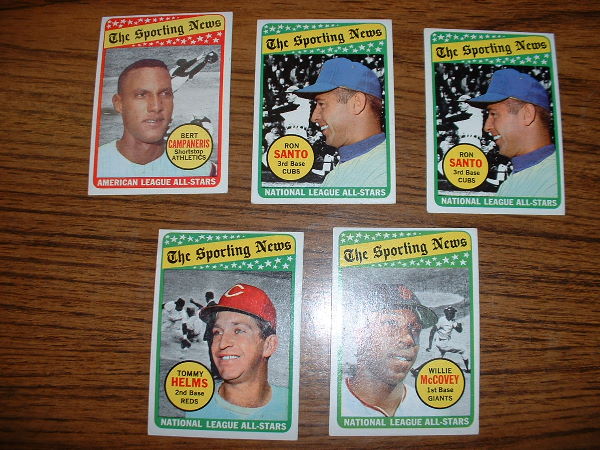 The Sporting News
BERT
CAMPANERIS
Shortstop
ATHLETICS
AMERICAN LEAGUE ALL-STARS
The Sporting News
RON
SANTO
3rd Base
CUBS
NATIONAL LEAGUE ALL-STARS
The Sporting News
RON
SANTO
3rd Base
CUBS
NATIONAL LEAGUE ALL-STARS
The Sporting News
TOMMY
HELMS
2nd Base
REDS
NATIONAL LEAGUE ALL-STARS
The Sporting News
WILLIE
McCOVEY
1st Base
GIANTS
NATIONAL LEAGUE ALL-STARS